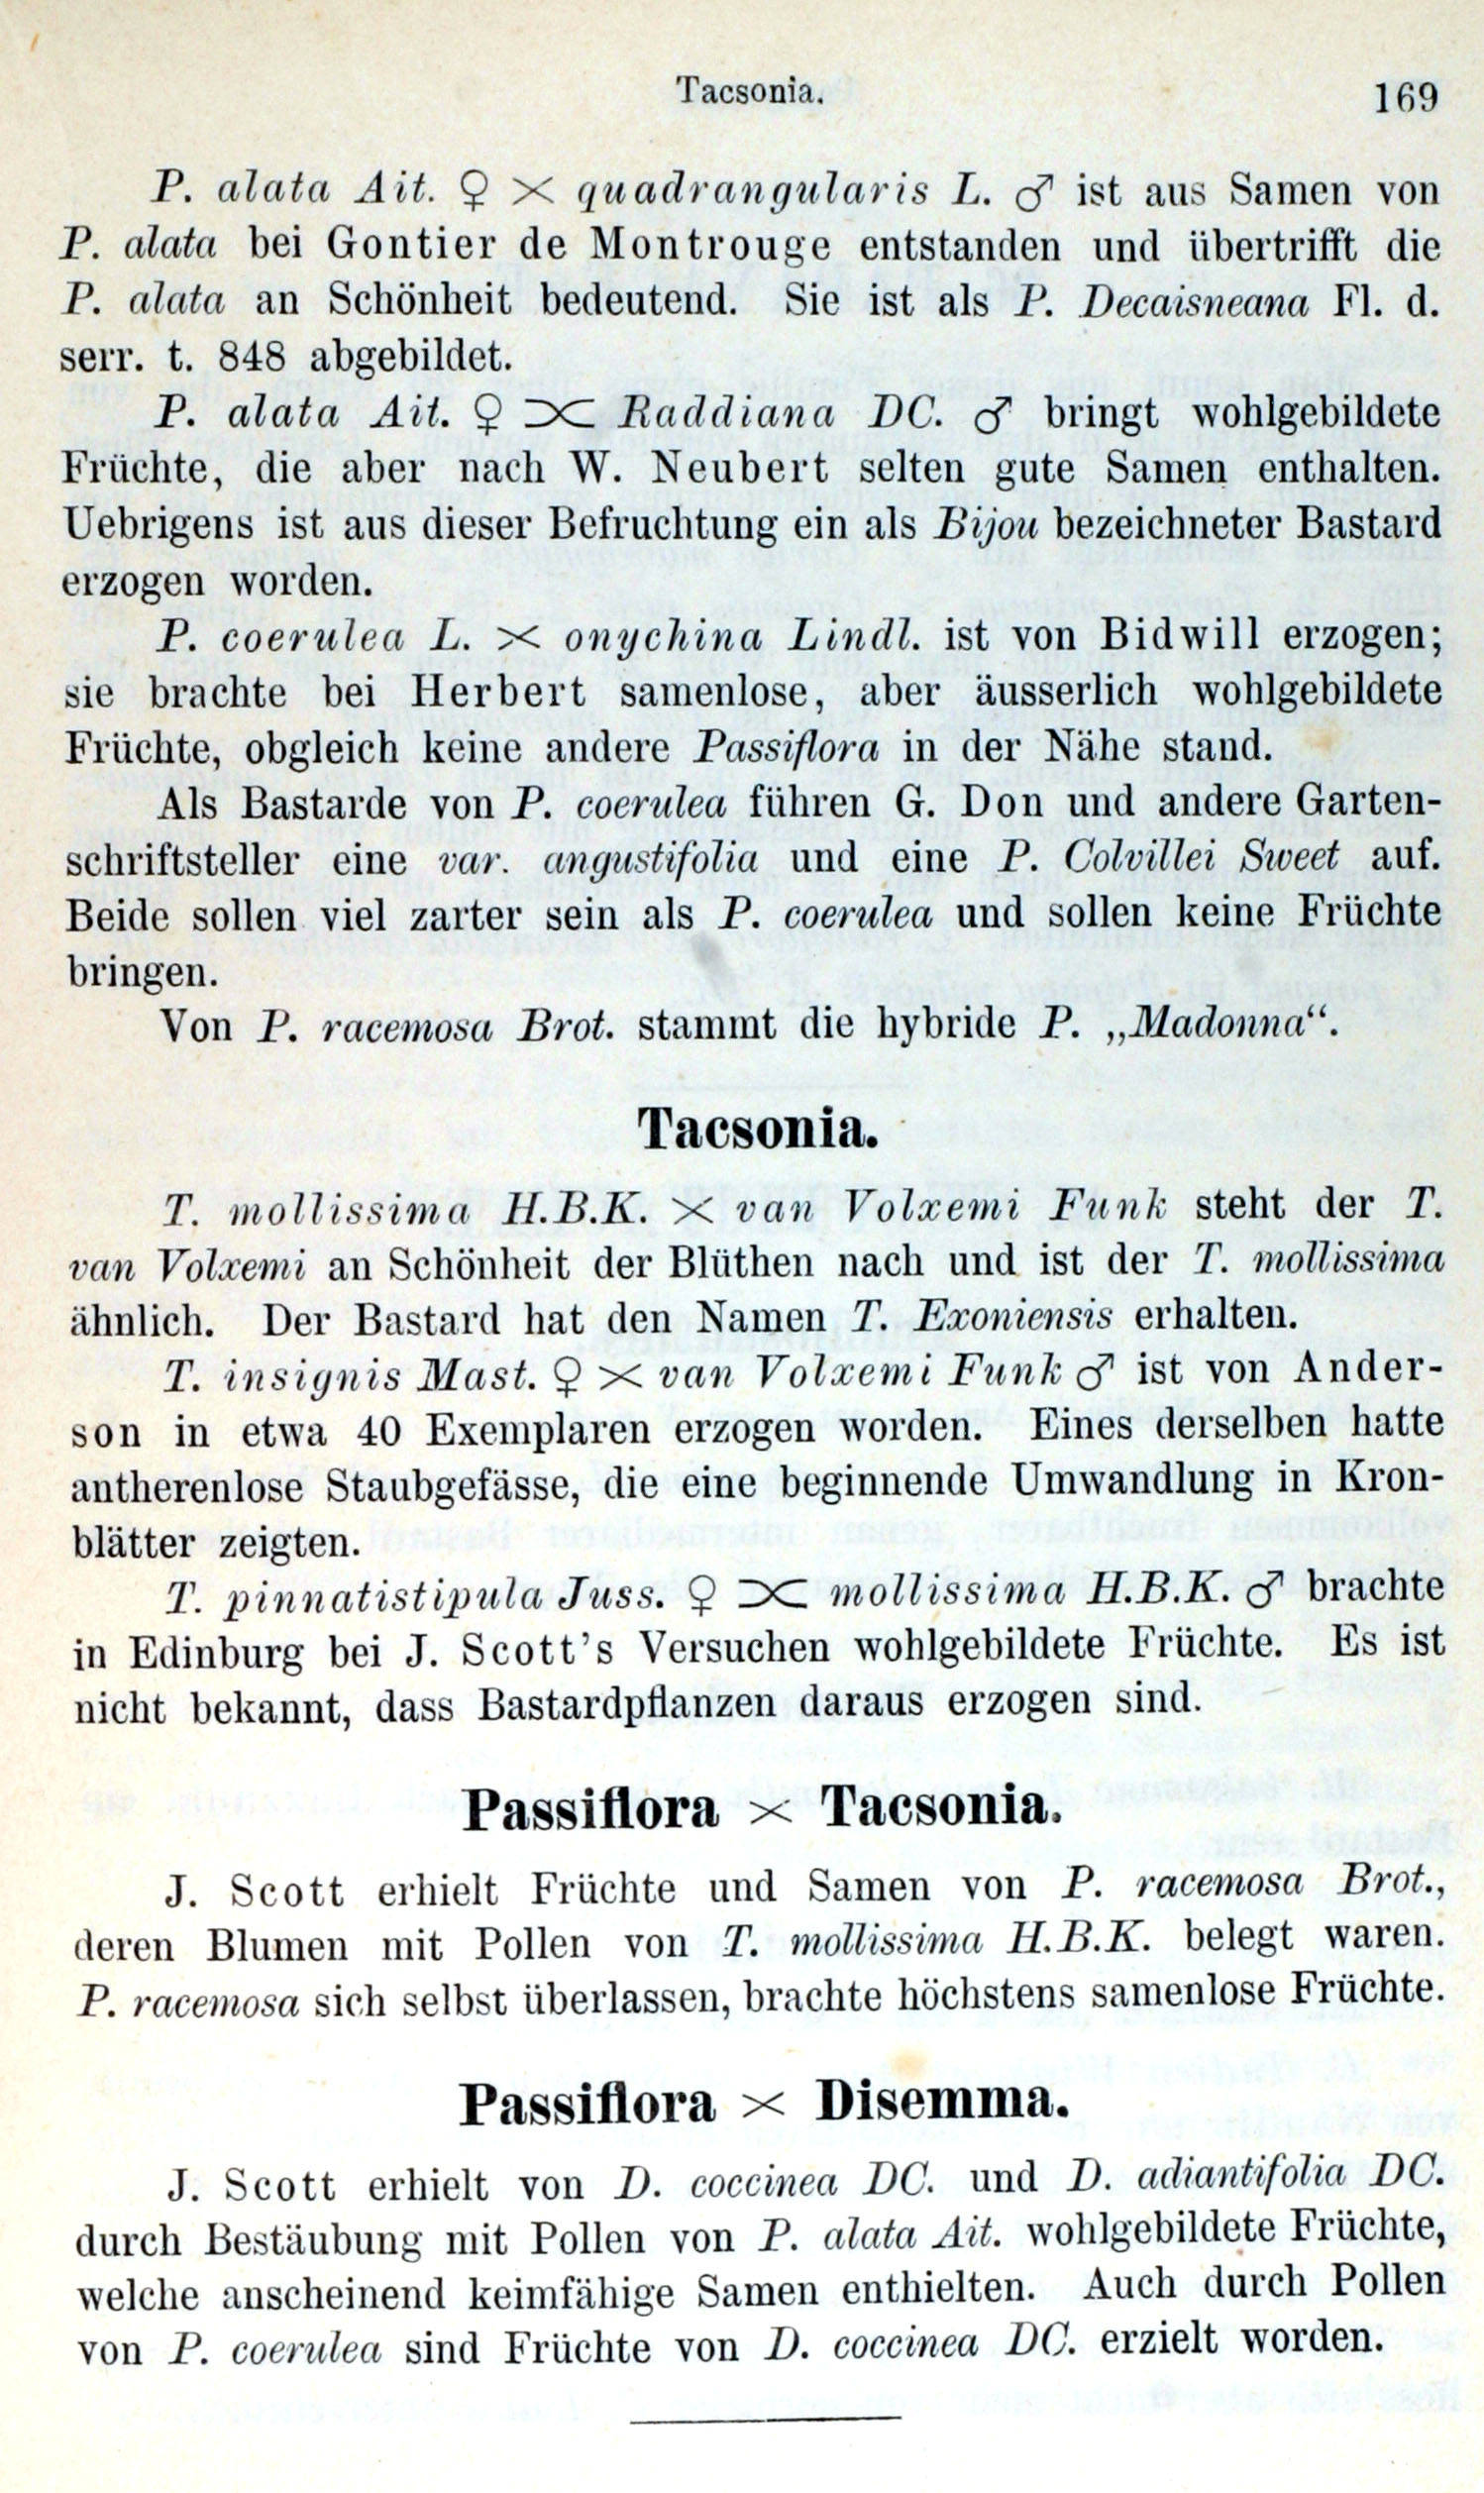 Tacsonia. 169
P. alata Ait. ♀ × quadrangularis L. ♂ ist aus Samen von
P. alata bei Gontier de Montrouge entstanden und übertrifft die
P. alata an Schönheit bedeutend. Sie ist als P. Decaisneana Fl. d.
serr. t. 848 abgebildet.
P. alata Ait. ♀ × Raddiana DC. ♂ bringt wohlgebildete
Früchte, die aber nach W. Neubert selten gute Samen enthalten.
Uebrigens ist aus dieser Befruchtung ein als Bijou bezeichneter Bastard
erzogen worden.
P. coerulea L. × onychina Lindl. ist von Bidwill erzogen;
sie brachte bei Herbert samenlose, aber äusserlich wohlgebildete
Früchte, obgleich keine andere Passiflora in der Nähe stand.
Als Bastarde von P. coerulea führen G. Don und andere Garten-
schriftsteller eine var. angustifolia und eine P. Colvillei Sweet auf.
Beide sollen viel zarter sein als P. coerulea und sollen keine Früchte
bringen.
Von P. racemosa Brot. stammt die hybride P. „Madonna“.
Tacsonia.
T. mollissima H.B.K. × van Volxemi Funk steht der T.
van Volxemi an Schönheit der Blüthen nach und ist der T. mollissima
ähnlich. Der Bastard hat den Namen T. Exoniensis erhalten.
T. insignis Mast. ♀ × van Volxemi Funk ♂ ist von Ander-
son in etwa 40 Exemplaren erzogen worden. Eines derselben hatte
antherenlose Staubgefässe, die eine beginnende Umwandlung in Kron-
blätter zeigten.
T. pinnatistipula Juss. ♀ × mollissima H.B.K. ♂ brachte
in Edinburg bei J. Scott's Versuchen wohlgebildete Früchte. Es ist
nicht bekannt, dass Bastardpflanzen daraus erzogen sind.
Passiflora × Tacsonia.
J. Scott erhielt Früchte und Samen von P. racemosa Brot.,
deren Blumen mit Pollen von T. mollissima H.B.K. belegt waren.
P. racemosa sich selbst überlassen, brachte höchstens samenlose Früchte.
Passiflora × Disemma.
J. Scott erhielt von D. coccinea DC. und D. adiantifolia DC.
durch Bestäubung mit Pollen von P. alata Ait. wohlgebildete Früchte,
welche anscheinend keimfähige Samen enthielten. Auch durch Pollen
von P. coerulea sind Früchte von D. coccinea DC. erzielt worden.